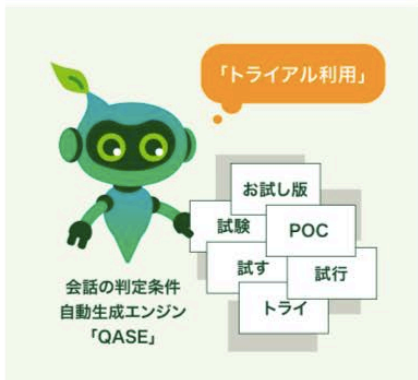 「トライアル利用」
お試し版
試験
POC
試す
試行
トライ
会話の判定条件
自動生成エンジン
「QASE」